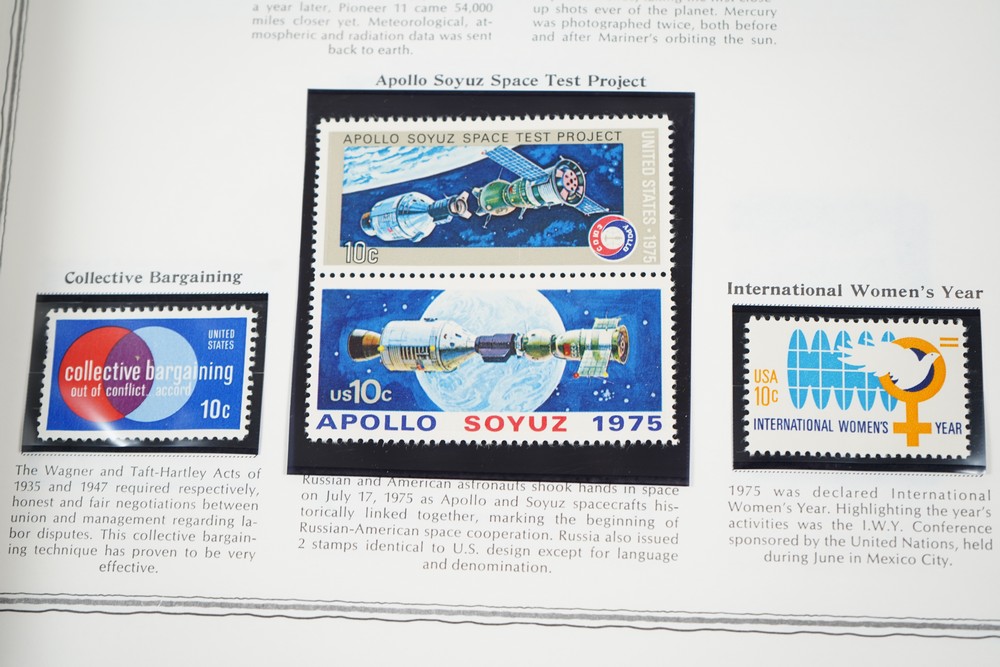 a year later, Pioneer 11 came 54,000
miles closer yet. Meteorological, at-
mospheric and radiation data was sent
back to earth.
up shots ever of the planet. Mercury
was photographed twice, both before
and after Mariner's orbiting the sun.
Apollo Soyuz Space Test Project
APOLLO SOYUZ SPACE TEST PROJECT
UNITED STATES · 1975
10c
APOLLO
СОЮЗ
US10c
APOLLO SOYUZ 1975
Russian and American astronauts shook hands in space
on July 17, 1975 as Apollo and Soyuz spacecrafts his-
torically linked together, marking the beginning of
Russian-American space cooperation. Russia also issued
2 stamps identical to U.S. design except for language
and denomination.
Collective Bargaining
UNITED
STATES
collective bargaining
out of conflict...accord
10c
The Wagner and Taft-Hartley Acts of
1935 and 1947 required respectively,
honest and fair negotiations between
union and management regarding la-
bor disputes. This collective bargain-
ing technique has proven to be very
effective.
International Women's Year
USA
10c
INTERNATIONAL WOMEN'S YEAR
1975 was declared International
Women's Year. Highlighting the year's
activities was the I.W.Y. Conference
sponsored by the United Nations, held
during June in Mexico City.